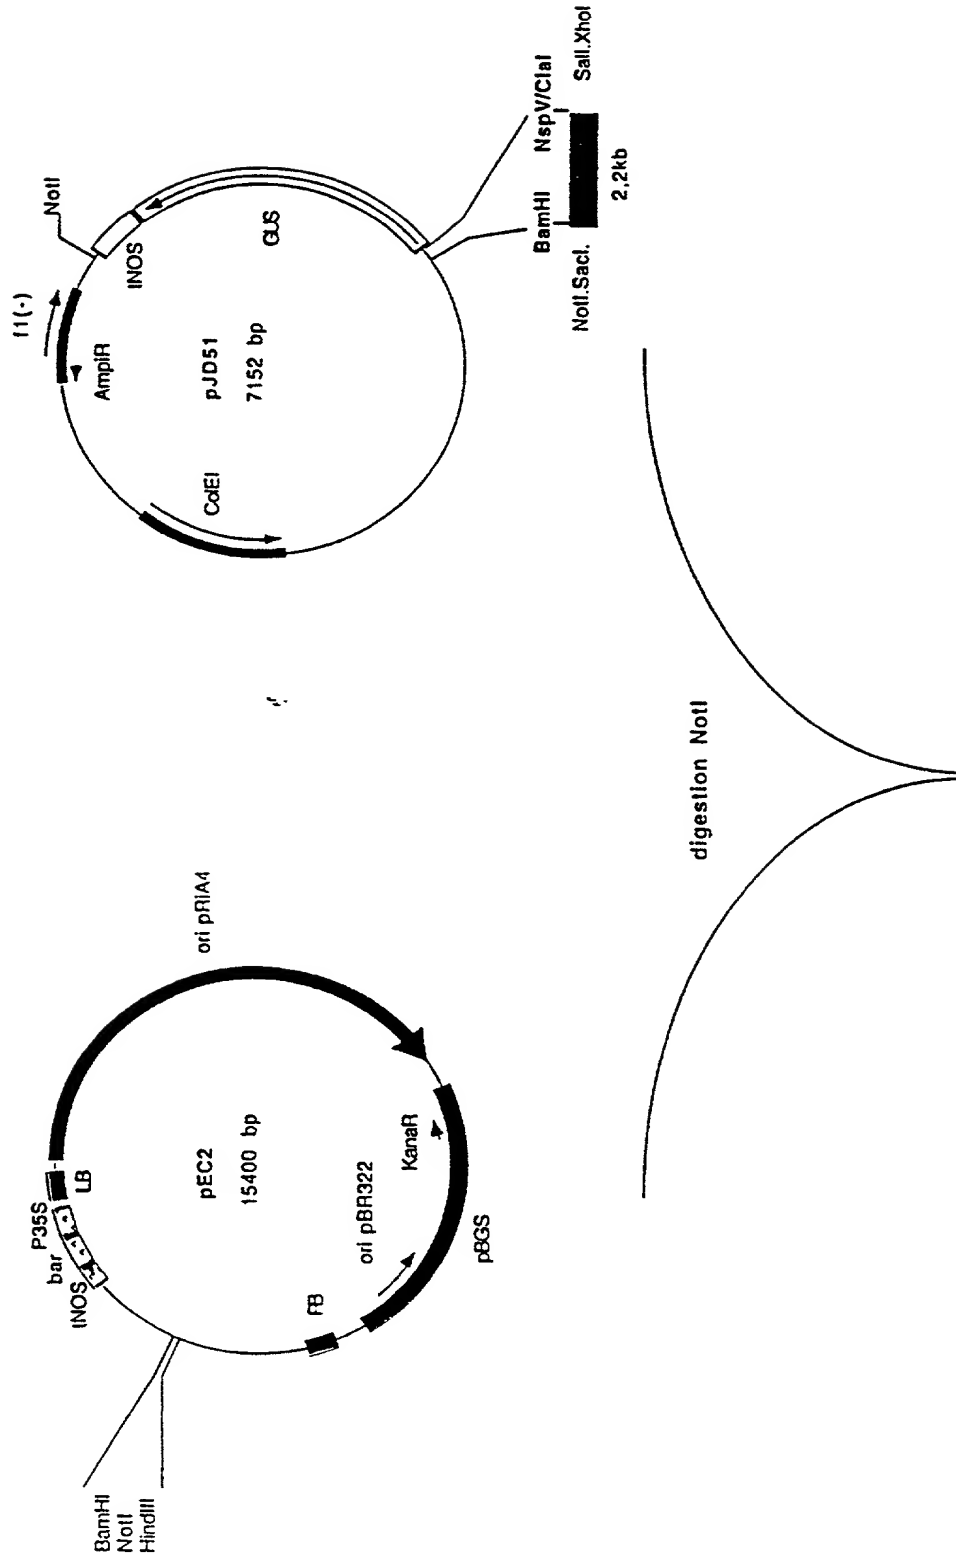 BamHI
NotI
HindIII
tNOS
bar
P35S
LB
ori pRiA4
pEC2
15400 bp
ori pBR322
KanaR
RB
pBGS
f1(-)
NotI
AmpiR
tNOS
pJD51
7152 bp
GUS
ColEI
BamHI
NspV/ClaI
NotI.SacI.
SalI.XhoI
2,2kb
digestion NotI